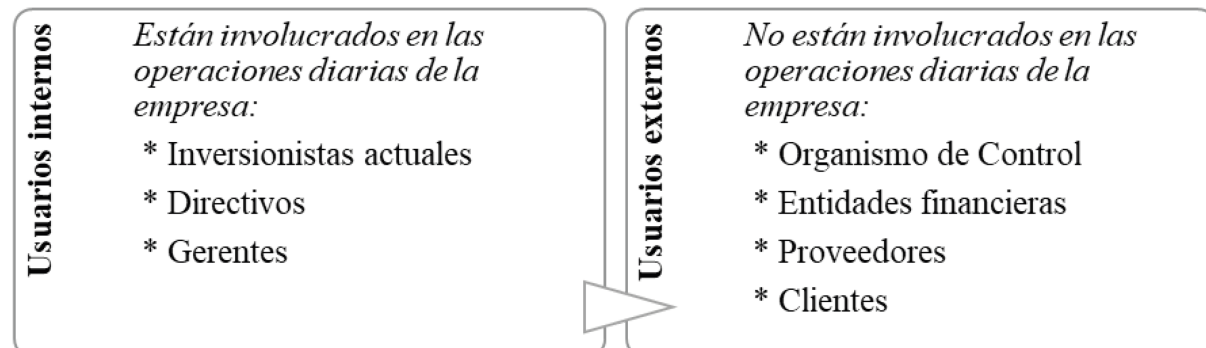 Usuarios internos
Están involucrados en las
operaciones diarias de la
empresa:
* Inversionistas actuales
* Directivos
* Gerentes
Usuarios externos
No están involucrados en las
operaciones diarias de la
empresa:
* Organismo de Control
* Entidades financieras
* Proveedores
* Clientes